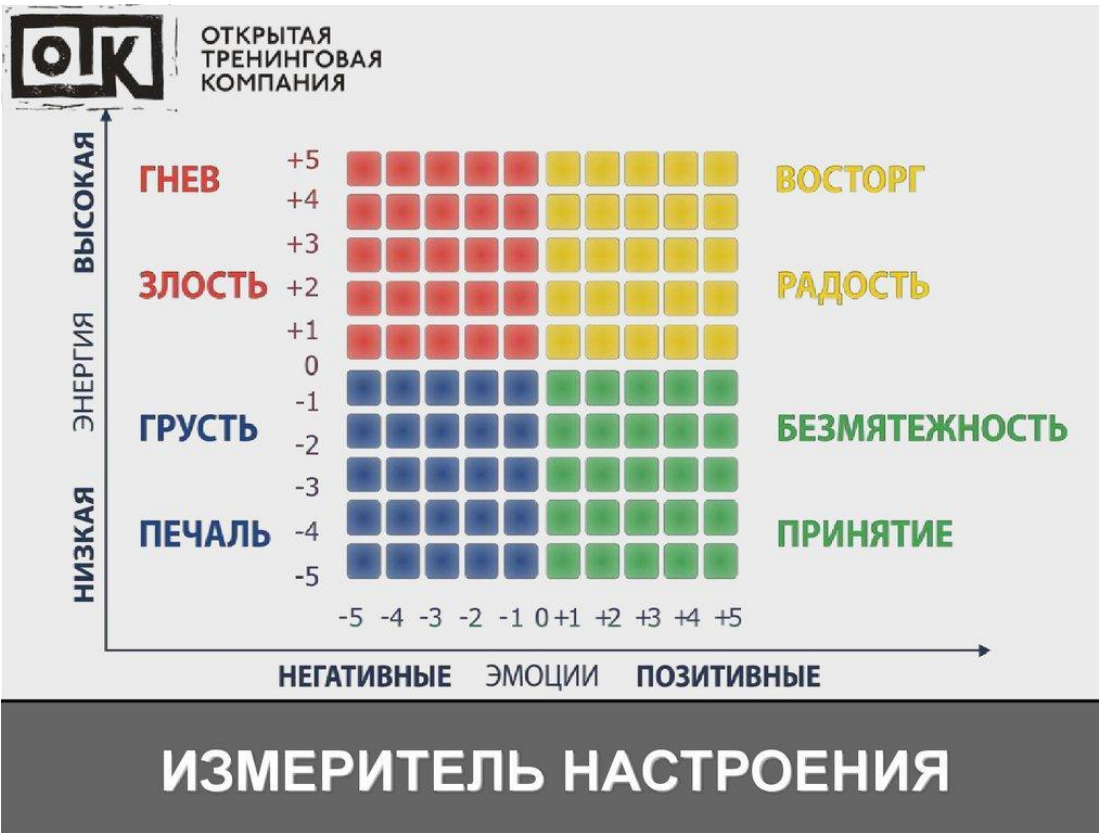 ОТК
ОТКРЫТАЯ
ТРЕНИНГОВАЯ
КОМПАНИЯ
ВЫСОКАЯ
ЭНЕРГИЯ
НИЗКАЯ
ГНЕВ
ЗЛОСТЬ
ГРУСТЬ
ПЕЧАЛЬ
+5
+4
+3
+2
+1
0
-1
-2
-3
-4
-5
ВОСТОРГ
РАДОСТЬ
БЕЗМЯТЕЖНОСТЬ
ПРИНЯТИЕ
-5 -4 -3 -2 -1 0 +1 +2 +3 +4 +5
НЕГАТИВНЫЕ ЭМОЦИИ ПОЗИТИВНЫЕ
ИЗМЕРИТЕЛЬ НАСТРОЕНИЯ